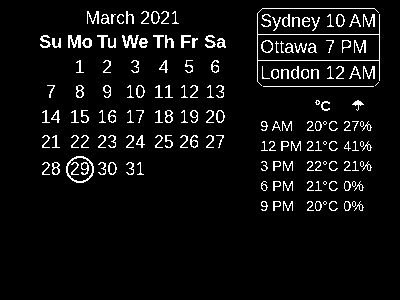 March 2021
Su Mo Tu We Th Fr Sa
1 2 3 4 5 6
7 8 9 10 11 12 13
14 15 16 17 18 19 20
21 22 23 24 25 26 27
28 29 30 31
Sydney 10 AM
Ottawa 7 PM
London 12 AM
°C ☂
9 AM 20°C 27%
12 PM 21°C 41%
3 PM 22°C 21%
6 PM 21°C 0%
9 PM 20°C 0%